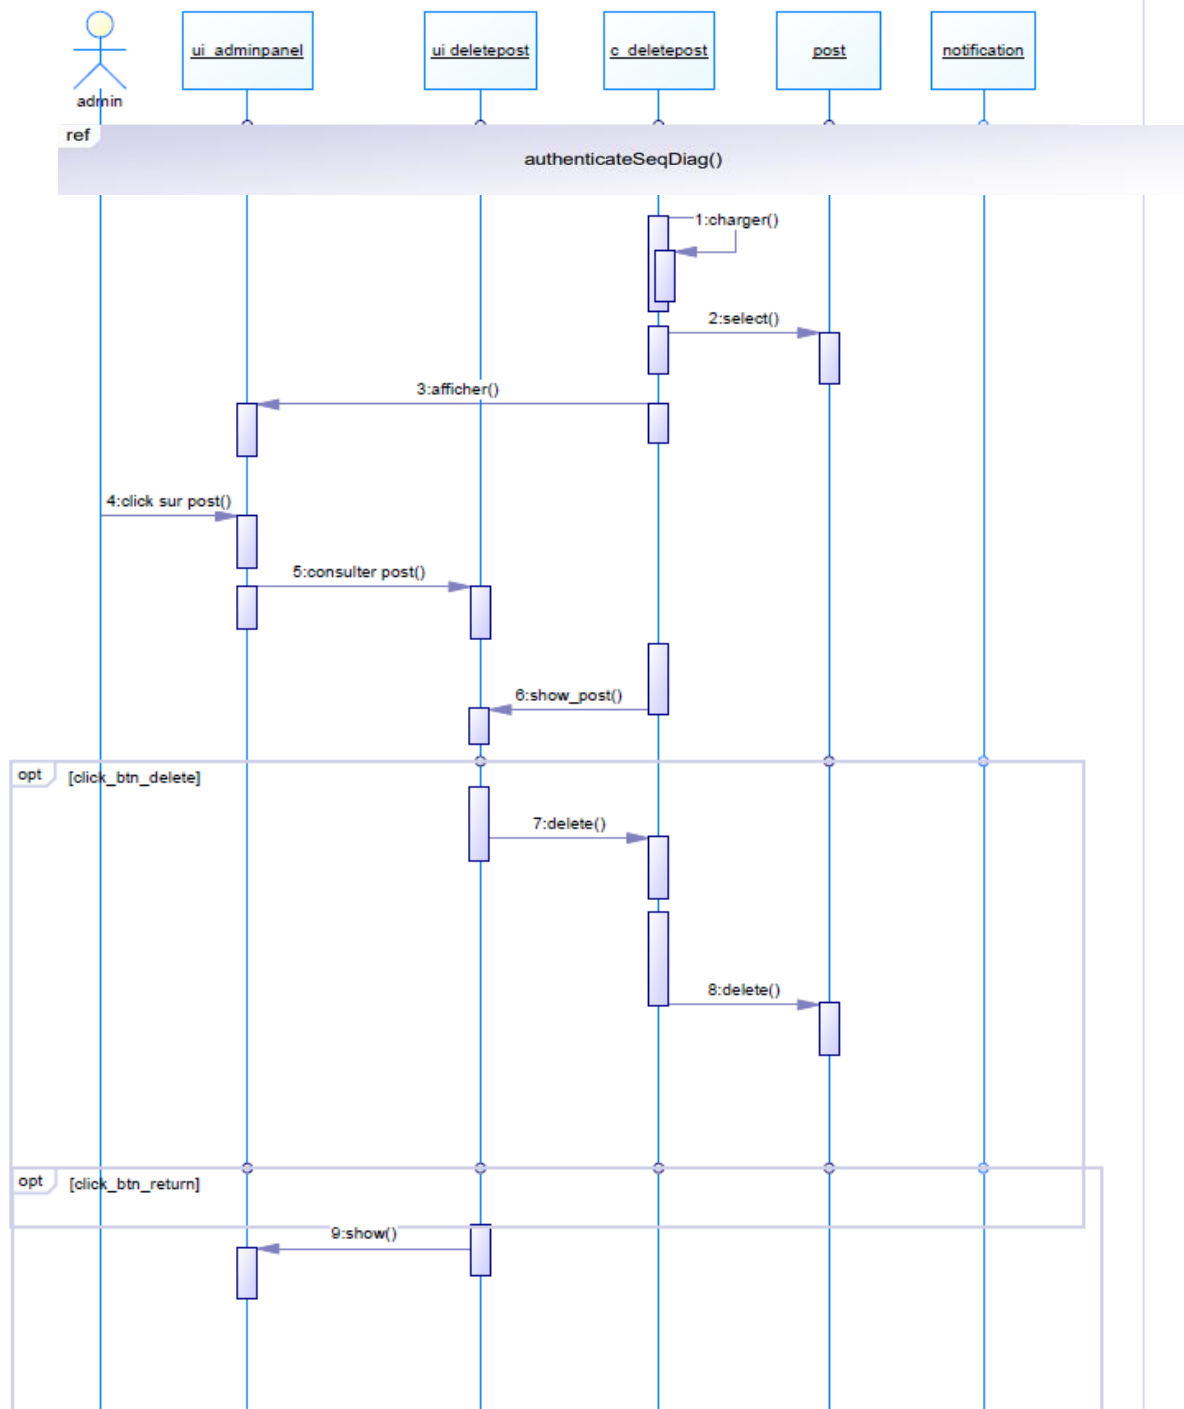 admin
ui_adminpanel
ui deletepost
c_deletepost
post
notification
ref
authenticateSeqDiag()
1:charger()
2:select()
3:afficher()
4:click sur post()
5:consulter post()
6:show_post()
opt
[click_btn_delete]
7:delete()
8:delete()
opt
[click_btn_return]
9:show()